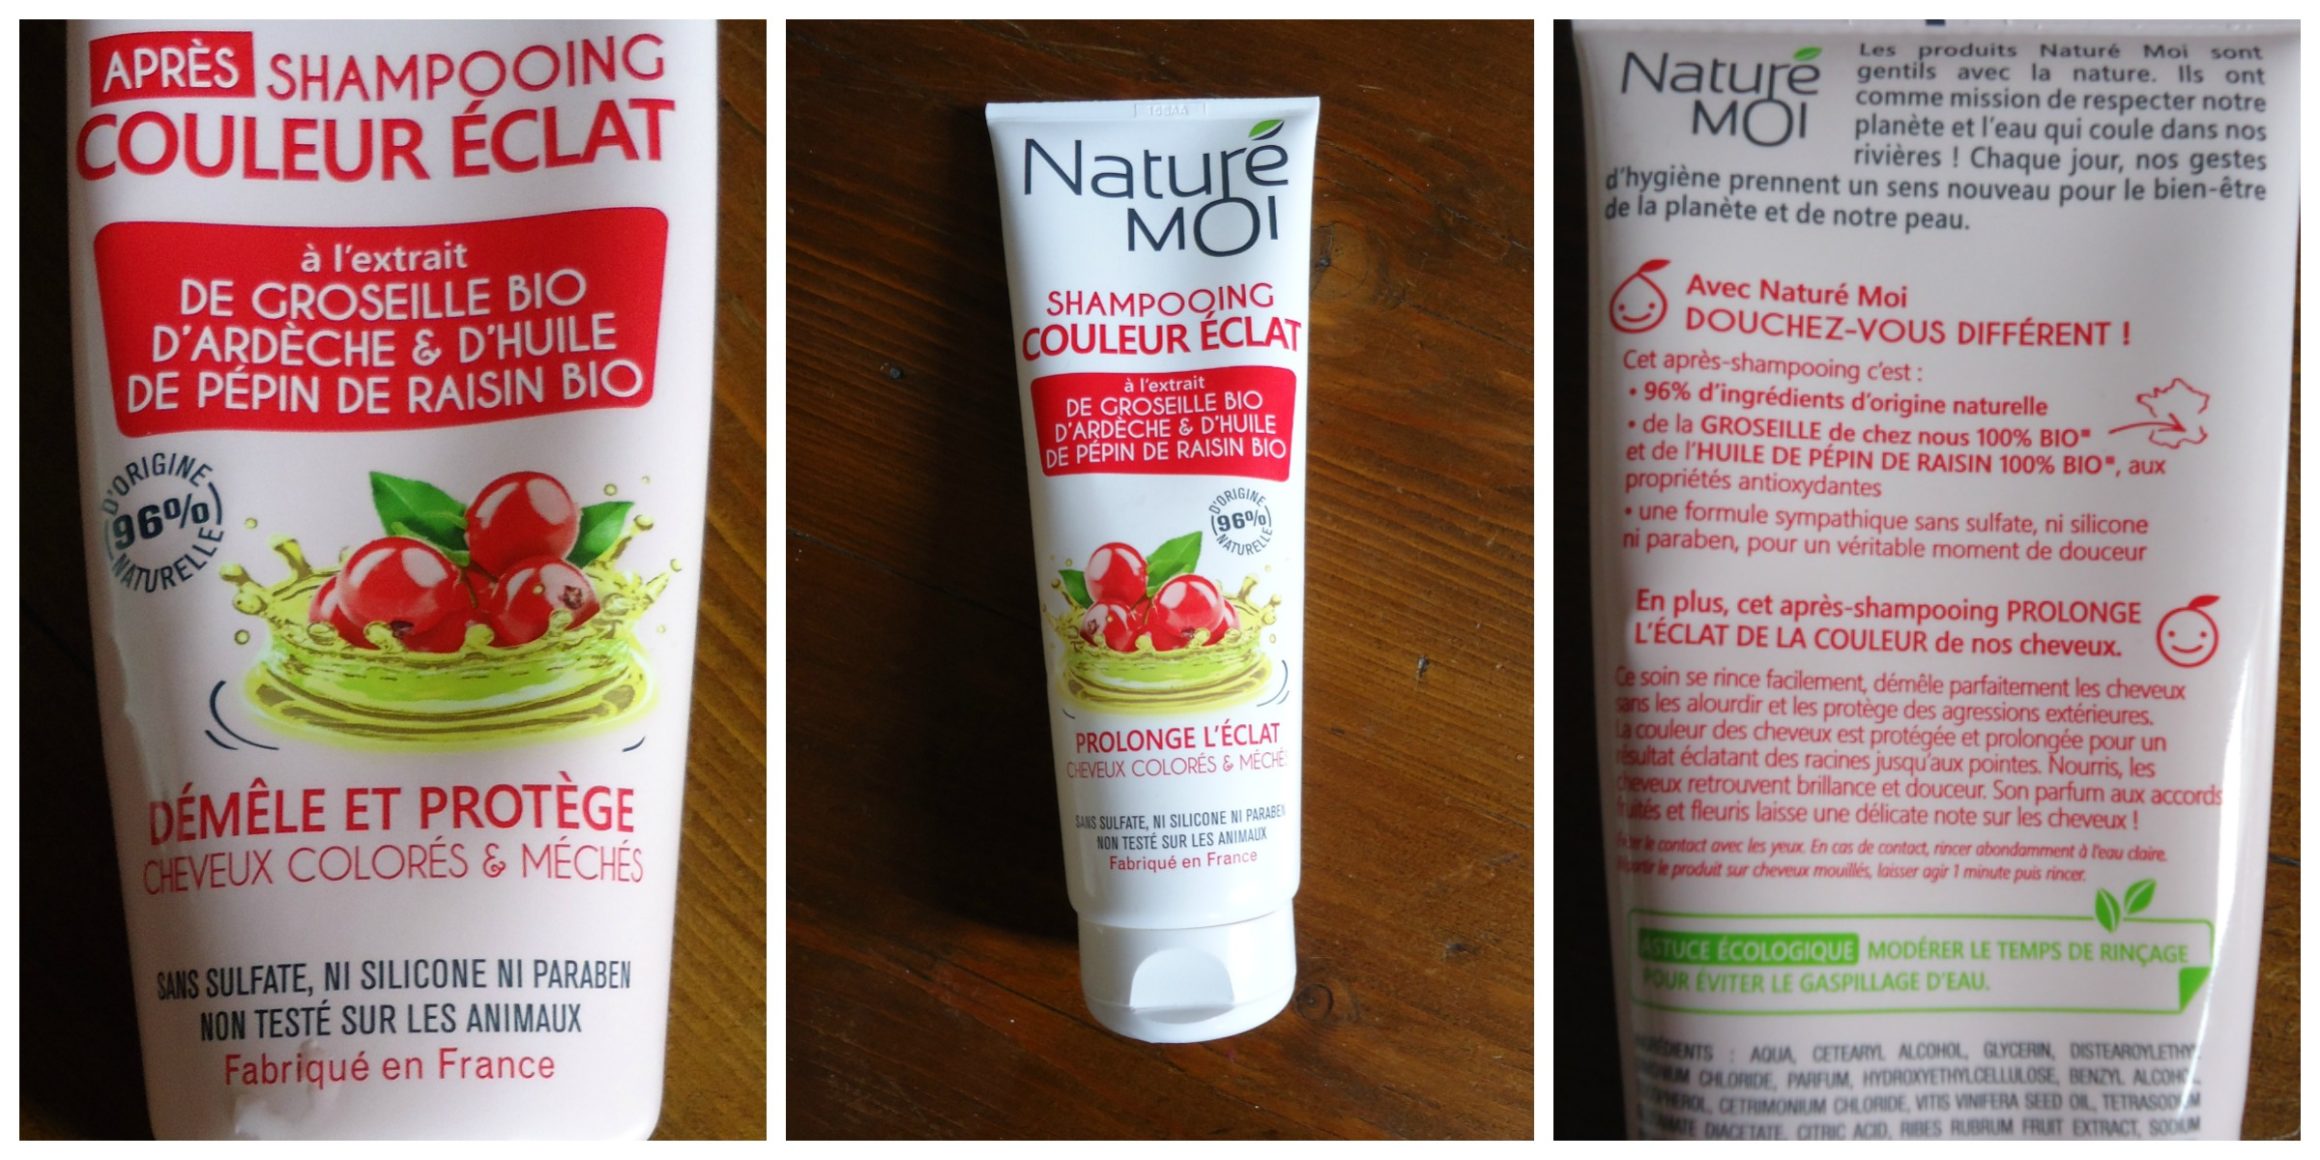 APRÈS SHAMPOOING
COULEUR ÉCLAT
à l'extrait
DE GROSEILLE BIO
D'ARDÈCHE & D'HUILE
DE PÉPIN DE RAISIN BIO
D'ORIGINE
96%
NATURELLE
DÉMÊLE ET PROTÈGE
CHEVEUX COLORÉS & MÉCHÉS
SANS SULFATE, NI SILICONE NI PARABEN
NON TESTÉ SUR LES ANIMAUX
Fabriqué en France
Naturé
MOI
SHAMPOOING
COULEUR ÉCLAT
à l'extrait
DE GROSEILLE BIO
D'ARDÈCHE & D'HUILE
DE PÉPIN DE RAISIN BIO
D'ORIGINE
96%
NATURELLE
PROLONGE L'ÉCLAT
CHEVEUX COLORÉS & MÉCHÉS
SANS SULFATE, NI SILICONE NI PARABEN
NON TESTÉ SUR LES ANIMAUX
Fabriqué en France
Naturé
MOI
Les produits Naturé Moi sont
gentils avec la nature. Ils ont
comme mission de respecter notre
planète et l'eau qui coule dans nos
rivières ! Chaque jour, nos gestes
d'hygiène prennent un sens nouveau pour le bien-être
de la planète et de notre peau.
Avec Naturé Moi
DOUCHEZ-VOUS DIFFÉRENT !
Cet après-shampooing c'est :
• 96% d'ingrédients d'origine naturelle
• de la GROSEILLE de chez nous 100% BIO*
et de l'HUILE DE PÉPIN DE RAISIN 100% BIO*, aux
propriétés antioxydantes
• une formule sympathique sans sulfate, ni silicone
ni paraben, pour un véritable moment de douceur
En plus, cet après-shampooing PROLONGE
L'ÉCLAT DE LA COULEUR de nos cheveux.
Ce soin se rince facilement, démêle parfaitement les cheveux
sans les alourdir et les protège des agressions extérieures.
La couleur des cheveux est protégée et prolongée pour un
résultat éclatant des racines jusqu'aux pointes. Nourris, les
cheveux retrouvent brillance et douceur. Son parfum aux accords
fruités et fleuris laisse une délicate note sur les cheveux !
le contact avec les yeux. En cas de contact, rincer abondamment à l'eau claire.
le produit sur cheveux mouillés, laisser agir 1 minute puis rincer.
ASTUCE ÉCOLOGIQUE MODÉRER LE TEMPS DE RINÇAGE
POUR ÉVITER LE GASPILLAGE D'EAU.
INGRÉDIENTS : AQUA, CETEARYL ALCOHOL, GLYCERIN,
CHLORIDE, PARFUM, HYDROXYETHYLCELLULOSE, BENZYL ALCOHOL,
CETRIMONIUM CHLORIDE, VITIS VINIFERA SEED OIL, TETRASODIUM
DIACETATE, CITRIC ACID, RIBES RUBRUM FRUIT EXTRACT, SODIUM